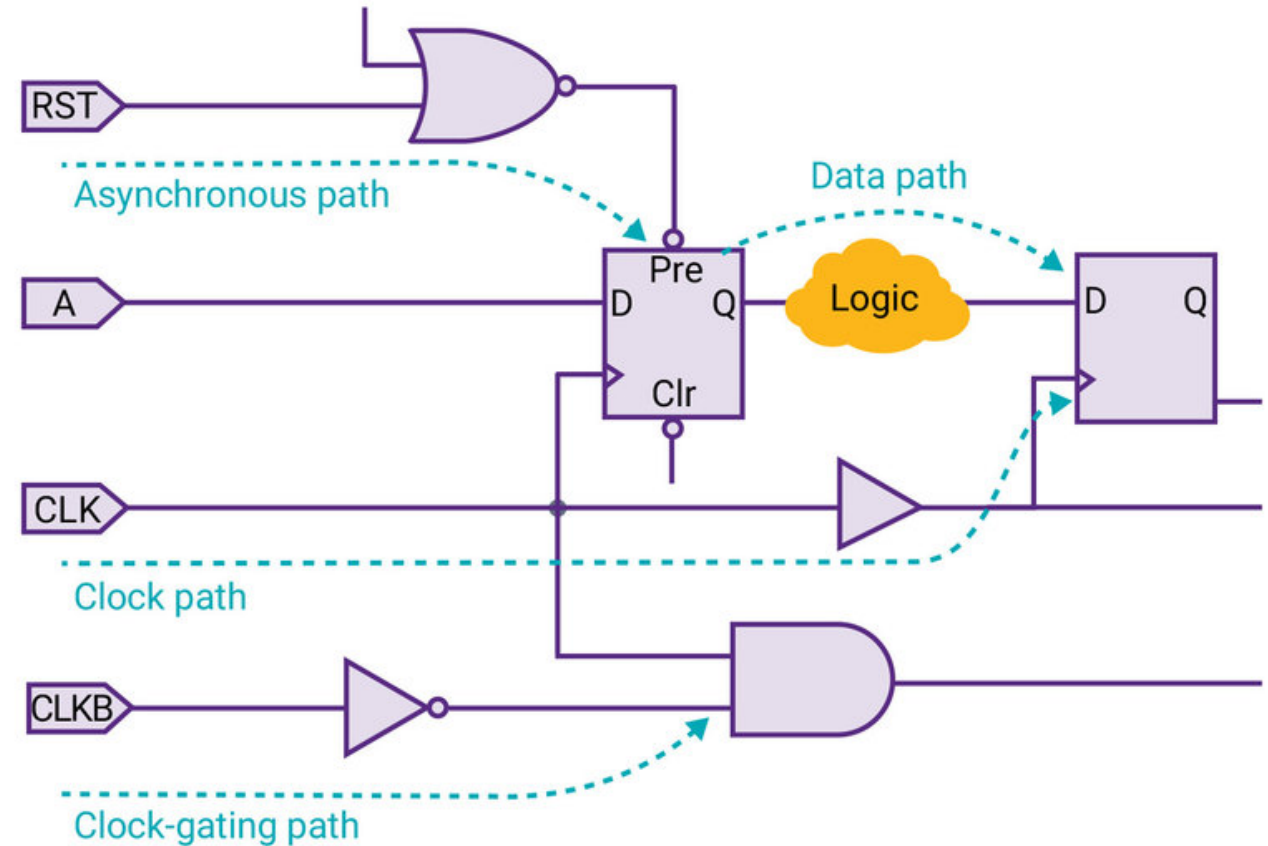 RST
Asynchronous path
Data path
Pre
A
D
Q
Logic
D
Q
Clr
CLK
Clock path
CLKB
Clock-gating path